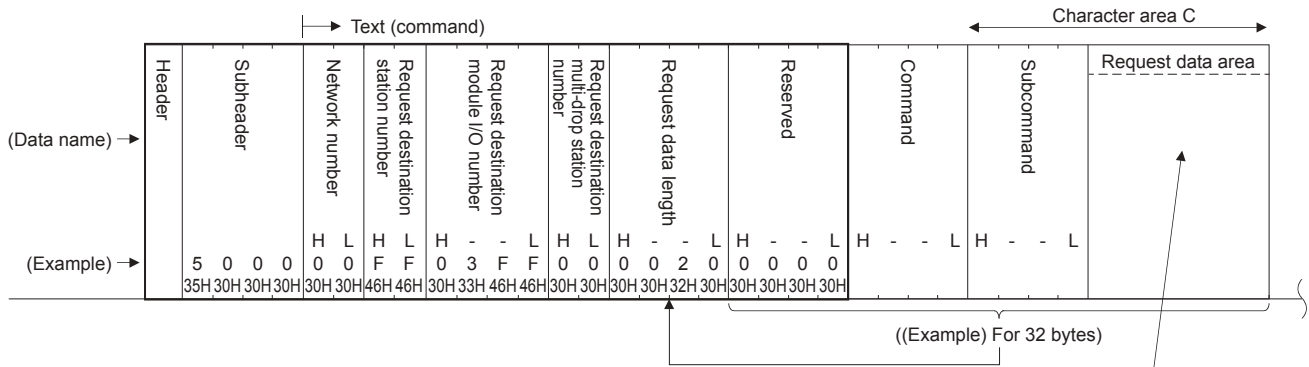 Text (command)
Character area C
Header
Subheader
Network number
Request destination
station number
Request destination
module I/O number
Request destination
multi-drop station
number
Request data length
Reserved
Command
Subcommand
Request data area
(Data name)
H L H L H - - L H L H - - L H - - L H - - L H - - L
(Example) 5 0 0 0 0 0 F F 0 3 F F 0 0 0 0 2 0 0 0 0 0
35H 30H 30H 30H 30H 30H 46H 46H 30H 33H 46H 46H 30H 30H 30H 30H 32H 30H 30H 30H 30H 30H
((Example) For 32 bytes)